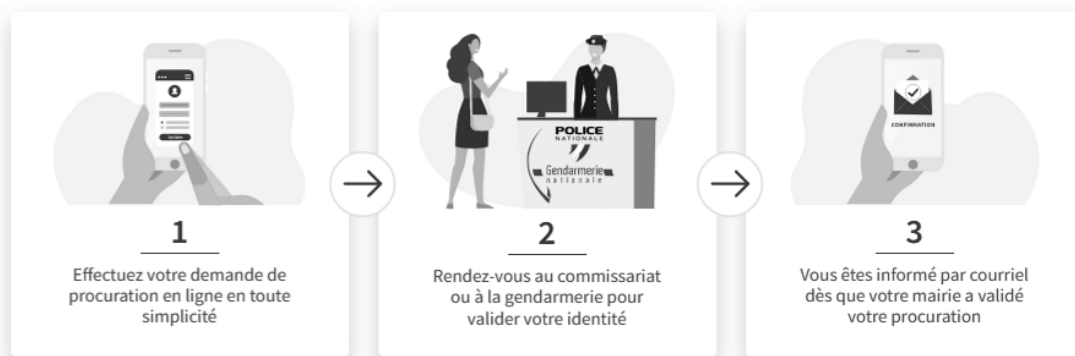 CONFIRMATION
POLICE
NATIONALE
Gendarmerie
nationale
1
Effectuez votre demande de
procuration en ligne en toute
simplicité
2
Rendez-vous au commissariat
ou à la gendarmerie pour
valider votre identité
3
Vous êtes informé par courriel
dès que votre mairie a validé
votre procuration